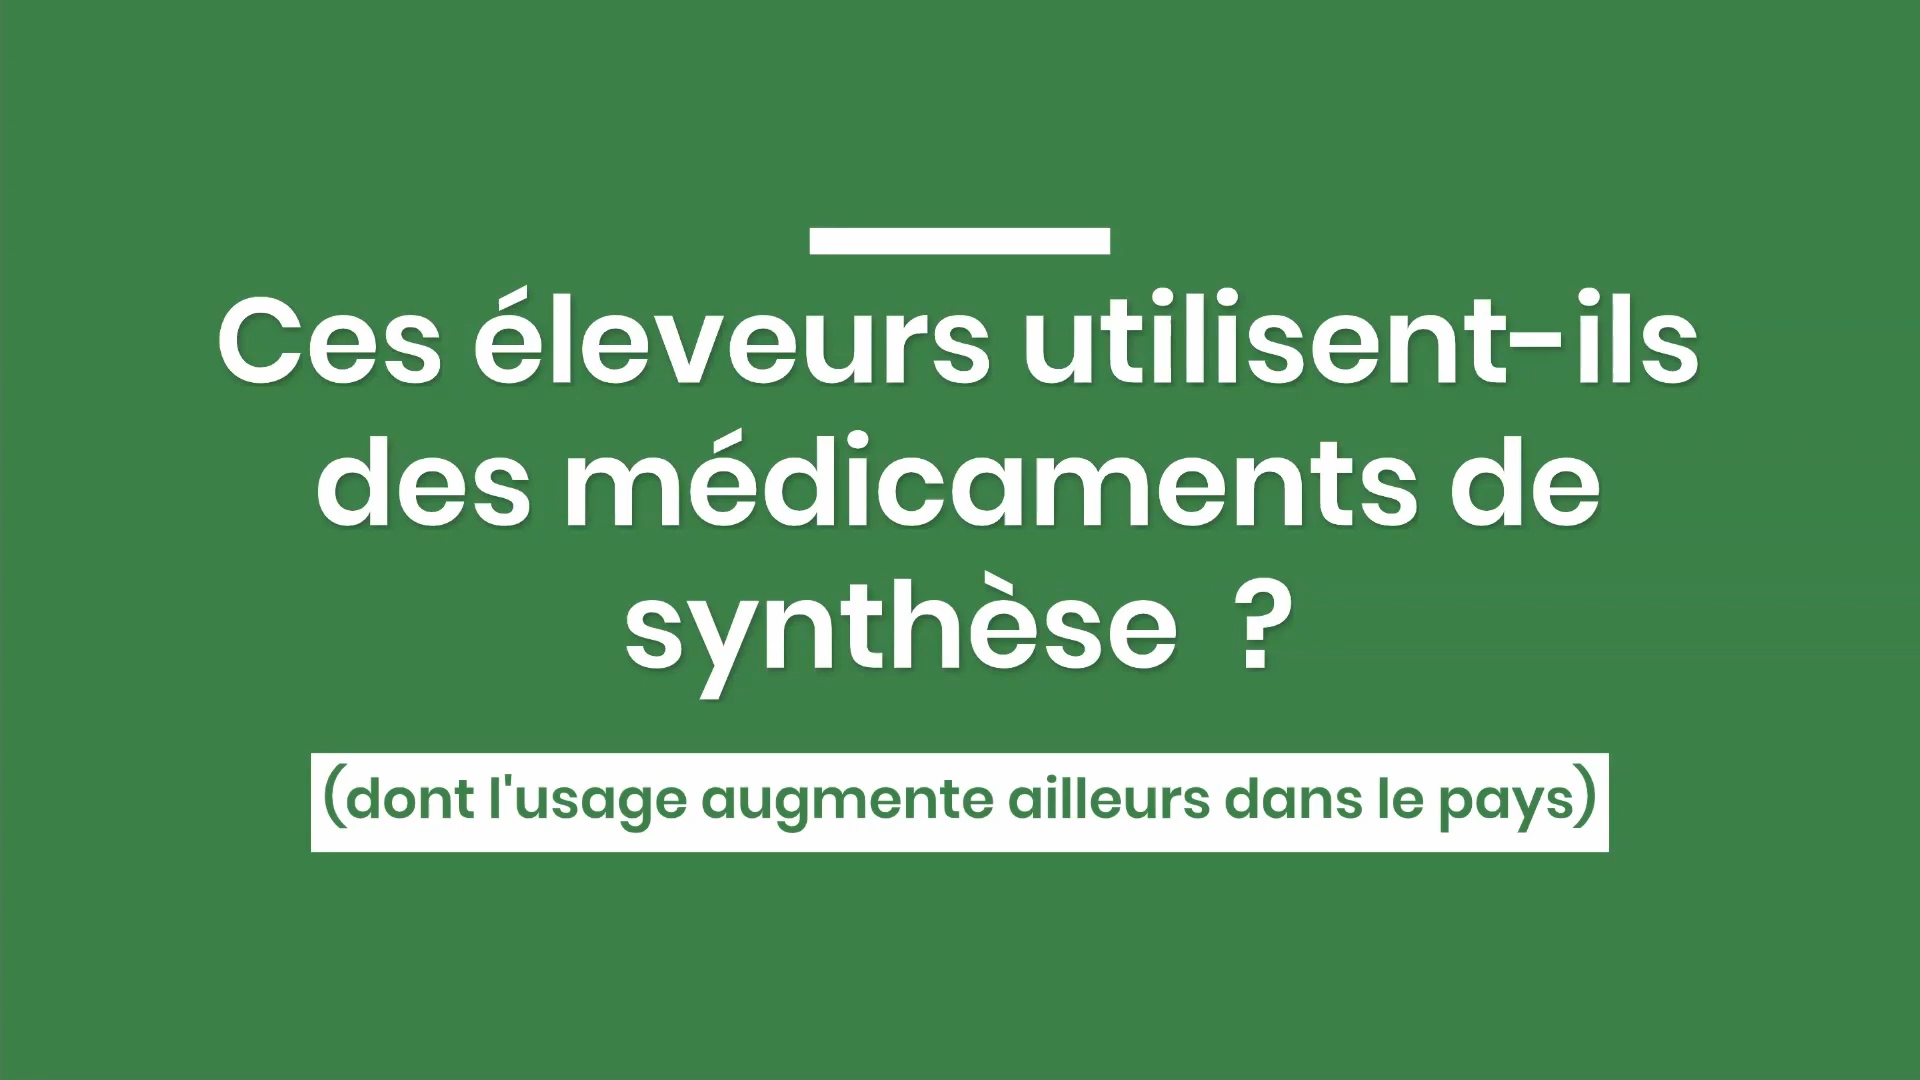 Ces éleveurs utilisent-ils
des médicaments de
synthèse ?
(dont l'usage augmente ailleurs dans le pays)